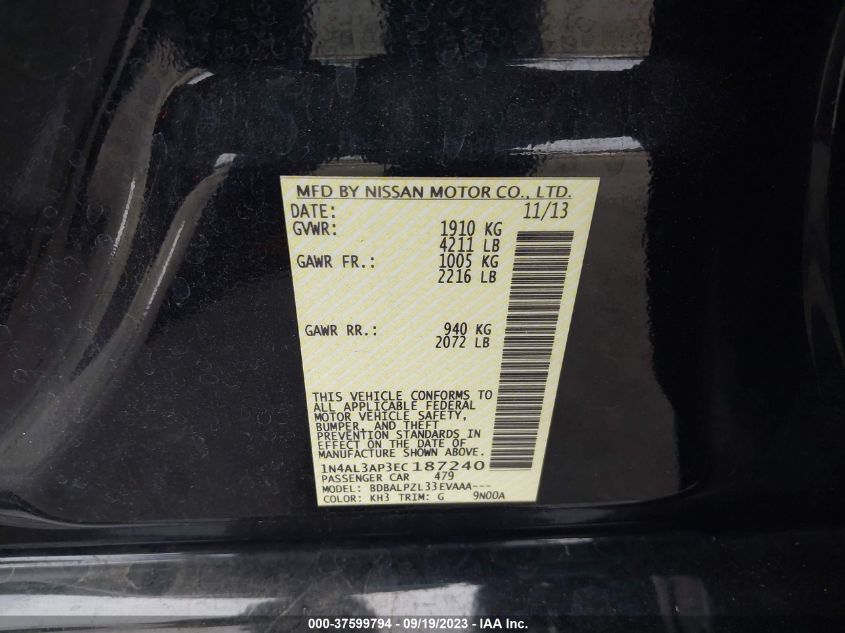 MFD BY NISSAN MOTOR CO., LTD.
DATE: 11/13
GVWR: 1910 KG
4211 LB
GAWR FR.: 1005 KG
2216 LB
GAWR RR.: 940 KG
2072 LB
THIS VEHICLE CONFORMS TO
ALL APPLICABLE FEDERAL
MOTOR VEHICLE SAFETY,
BUMPER, AND THEFT
PREVENTION STANDARDS IN
EFFECT ON THE DATE OF
MANUFACTURE SHOWN ABOVE.
1N4AL3AP3EC187240
PASSENGER CAR 479
MODEL: BDBALPZL33EVAAA---
COLOR: KH3 TRIM: G 9N00A
000-37599794 - 09/19/2023 - IAA Inc.